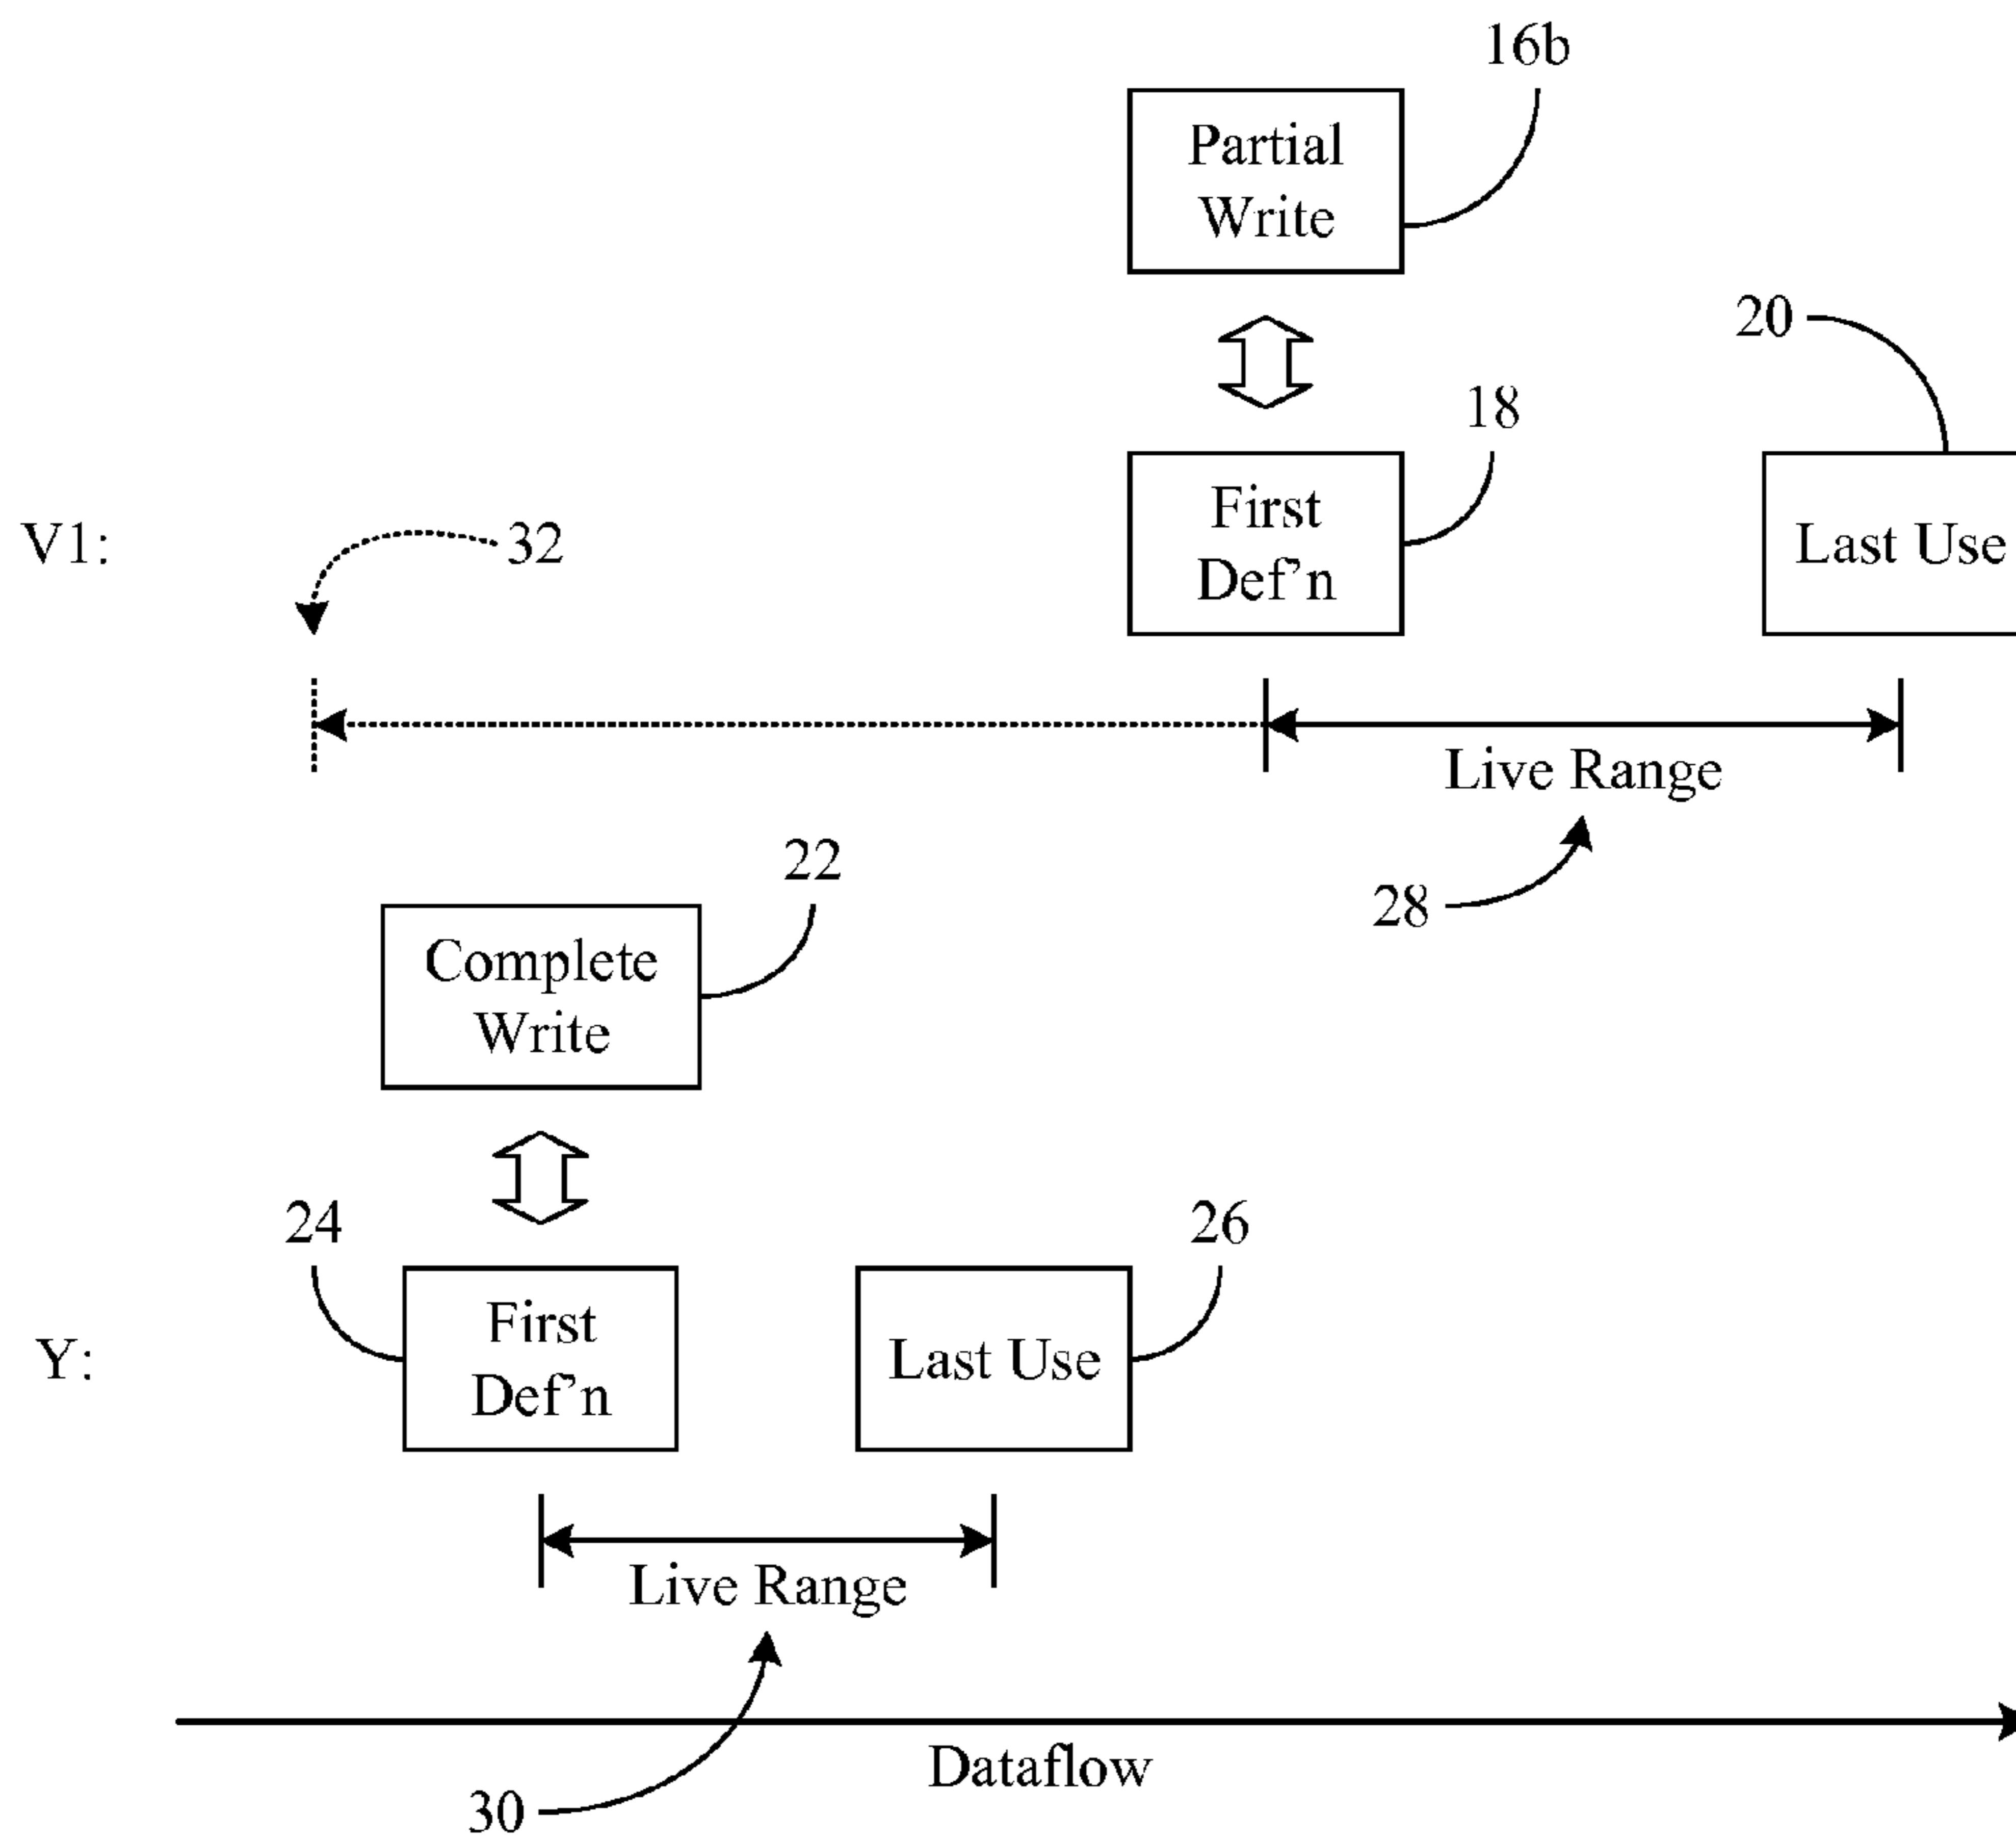 16b
Partial
Write
20
18
First
Def’n
V1:
32
Last Use
Live Range
22
28
Complete
Write
24
26
First
Def’n
Y:
Last Use
Live Range
Dataflow
30